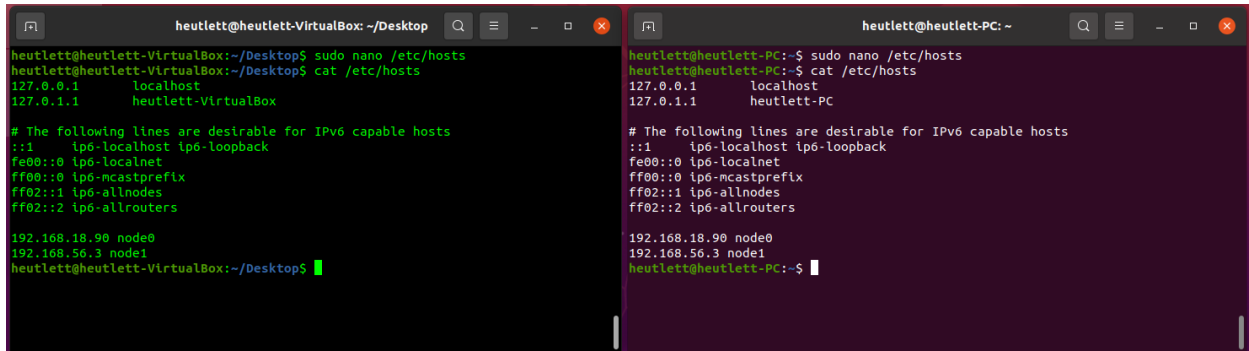 heutlett@heutlett-VirtualBox: ~/Desktop
heutlett@heutlett-VirtualBox:~/Desktop$ sudo nano /etc/hosts
heutlett@heutlett-VirtualBox:~/Desktop$ cat /etc/hosts
127.0.0.1       localhost
127.0.1.1       heutlett-VirtualBox

# The following lines are desirable for IPv6 capable hosts
::1     ip6-localhost ip6-loopback
fe00::0 ip6-localnet
ff00::0 ip6-mcastprefix
ff02::1 ip6-allnodes
ff02::2 ip6-allrouters

192.168.18.90 node0
192.168.56.3 node1
heutlett@heutlett-VirtualBox:~/Desktop$
heutlett@heutlett-PC: ~
heutlett@heutlett-PC:~$ sudo nano /etc/hosts
heutlett@heutlett-PC:~$ cat /etc/hosts
127.0.0.1       localhost
127.0.1.1       heutlett-PC

# The following lines are desirable for IPv6 capable hosts
::1     ip6-localhost ip6-loopback
fe00::0 ip6-localnet
ff00::0 ip6-mcastprefix
ff02::1 ip6-allnodes
ff02::2 ip6-allrouters

192.168.18.90 node0
192.168.56.3 node1
heutlett@heutlett-PC:~$